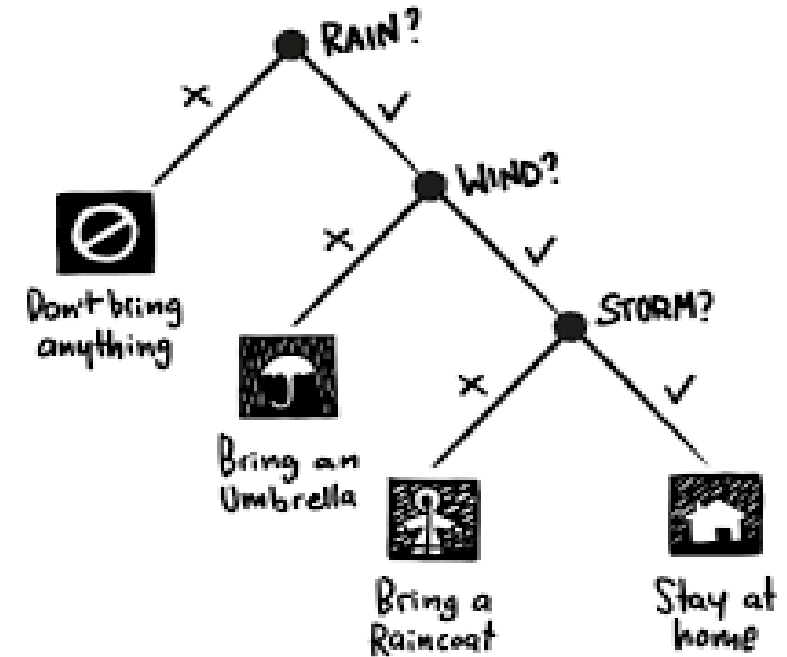 RAIN?
WIND?
Don't bring
anything
STORM?
Bring an
Umbrella
Bring a
Raincoat
Stay at
home